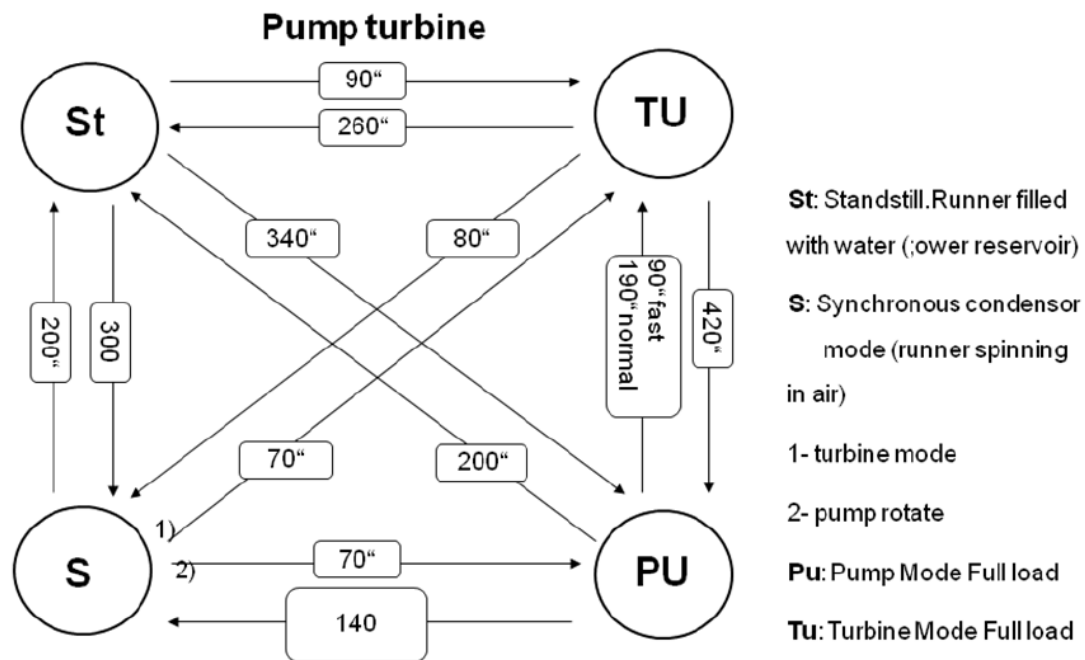 Pump turbine
St
90“
TU
260“
340“
80“
200“
300
90“ fast
190“ normal
420“
70“
200“
1)
S
2)
70“
PU
140
St: Standstill.Runner filled
with water (;ower reservoir)
S: Synchronous condensor
mode (runner spinning
in air)
1- turbine mode
2- pump rotate
Pu: Pump Mode Full load
Tu: Turbine Mode Full load